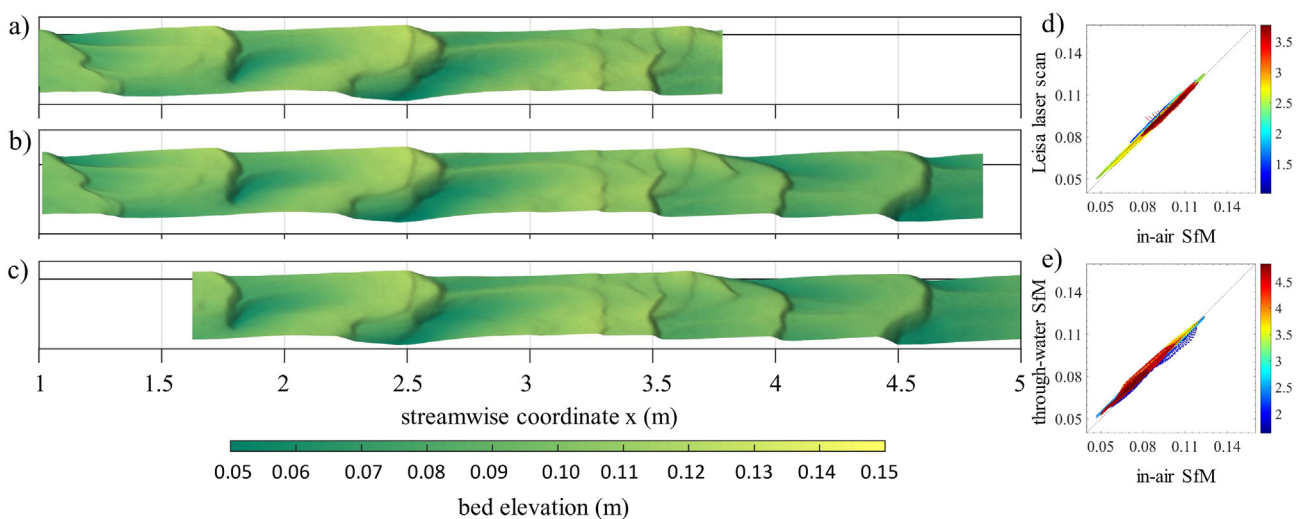 a)
b)
c)
1 1.5 2 2.5 3 3.5 4 4.5 5
streamwise coordinate x (m)
0.05 0.06 0.07 0.08 0.09 0.10 0.11 0.12 0.13 0.14 0.15
bed elevation (m)
d)
Leisa laser scan
0.14
0.11
0.08
0.05
0.05 0.08 0.11 0.14
in-air SfM
3.5
3
2.5
2
1.5
e)
through-water SfM
0.14
0.11
0.08
0.05
0.05 0.08 0.11 0.14
in-air SfM
4.5
4
3.5
3
2.5
2